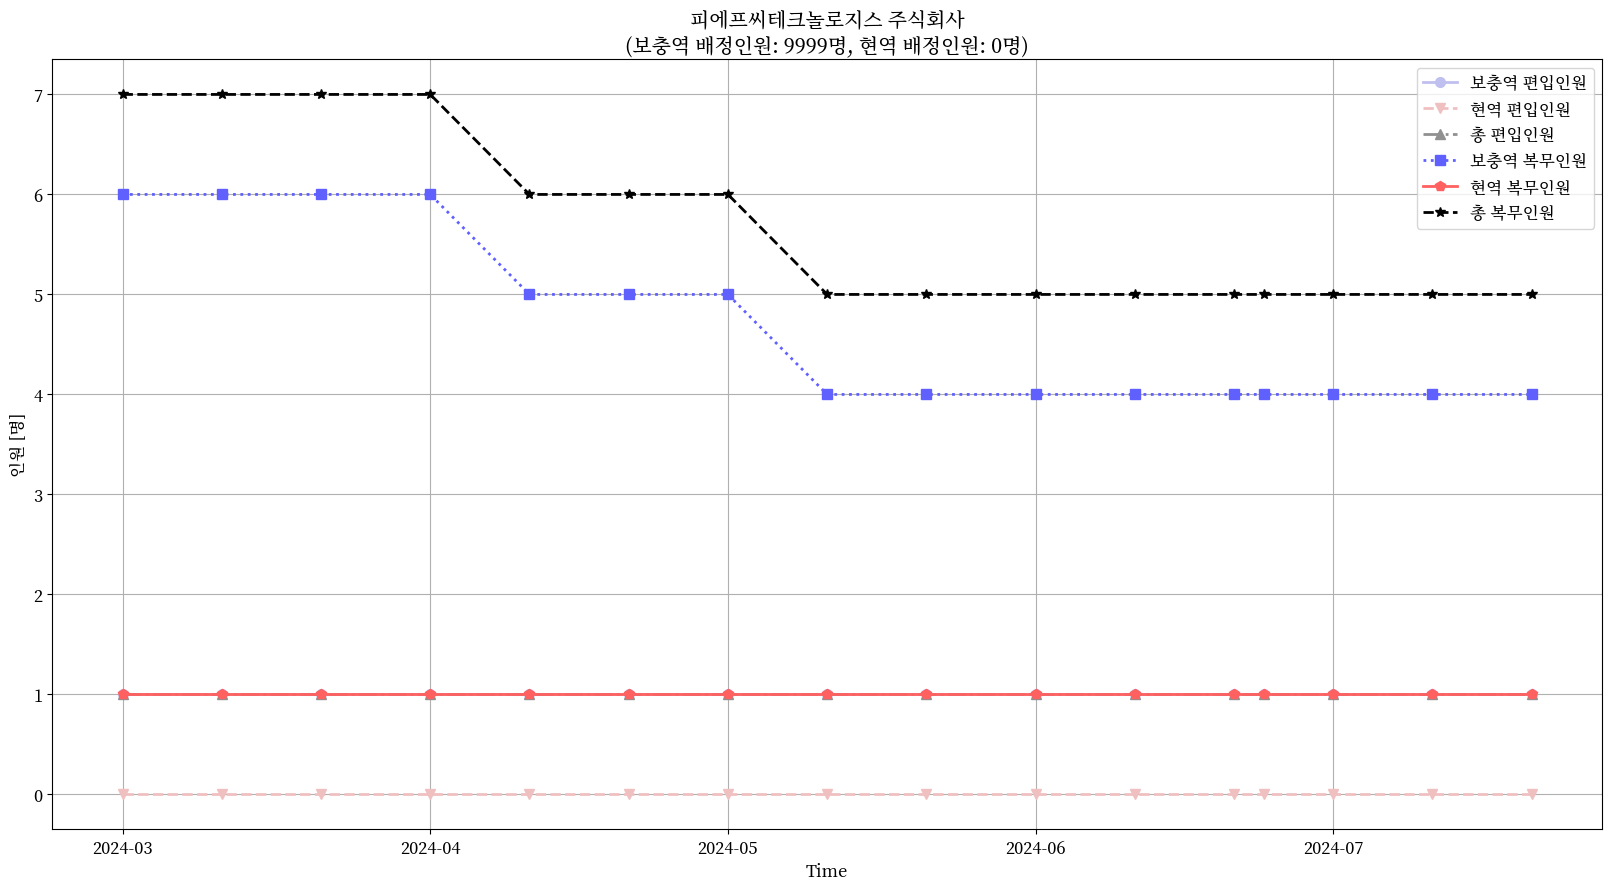 피에프씨테크놀로지스 주식회사
(보충역 배정인원: 9999명, 현역 배정인원: 0명)
보충역 편입인원
현역 편입인원
총 편입인원
보충역 복무인원
현역 복무인원
총 복무인원
인원 [명]
7
6
5
4
3
2
1
0
2024-03
2024-04
2024-05
2024-06
2024-07
Time